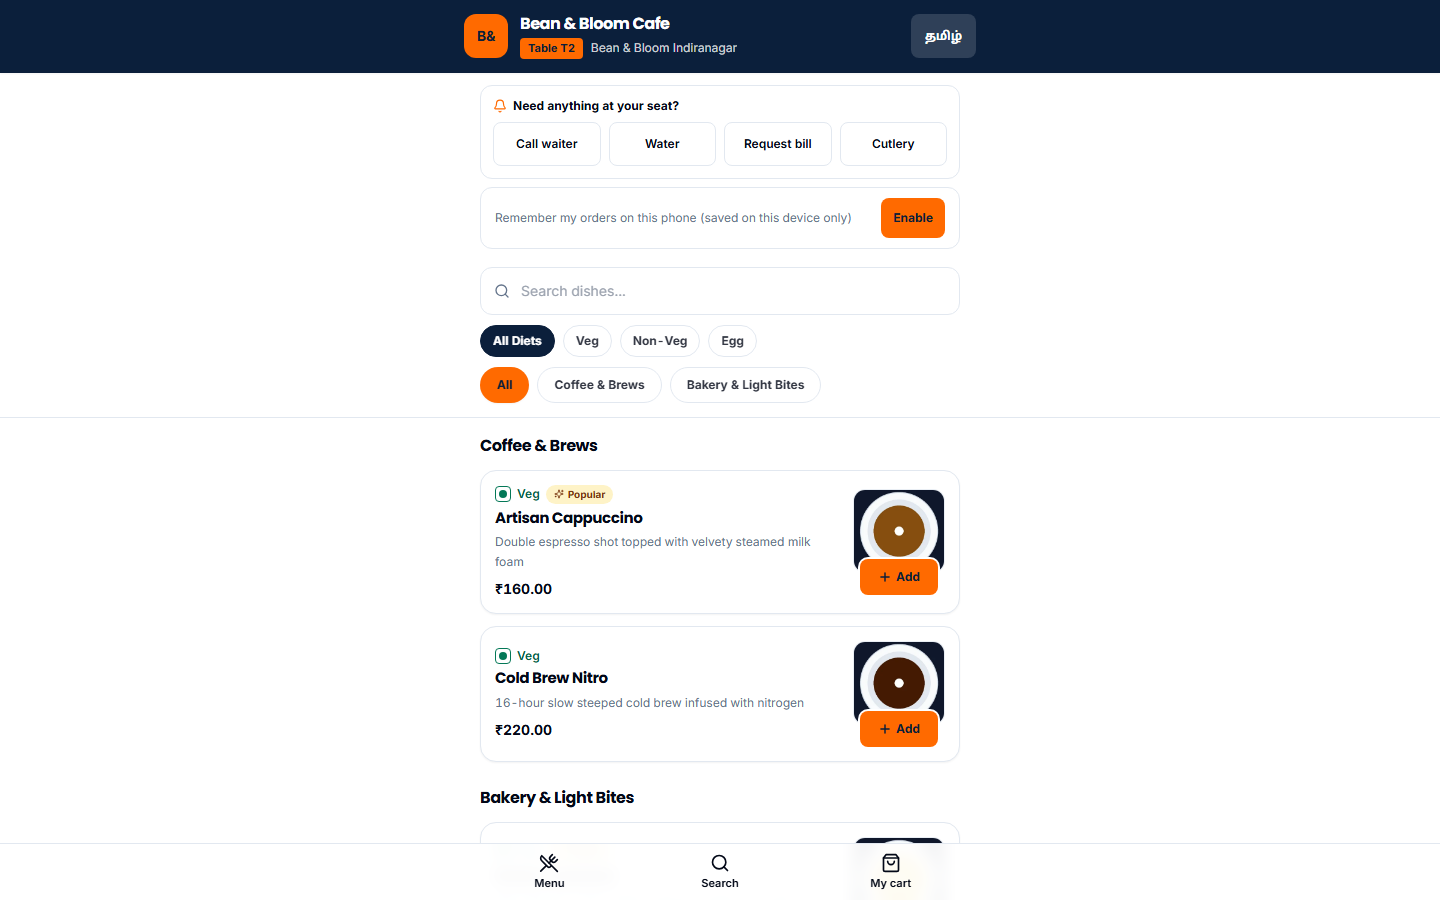 B&
Bean & Bloom Cafe
Table T2
Bean & Bloom Indiranagar
தமிழ்
Need anything at your seat?
Call waiter
Water
Request bill
Cutlery
Remember my orders on this phone (saved on this device only)
Enable
Search dishes...
All Diets
Veg
Non-Veg
Egg
All
Coffee & Brews
Bakery & Light Bites
Coffee & Brews
Veg
Popular
Artisan Cappuccino
Double espresso shot topped with velvety steamed milk
foam
₹160.00
+ Add
Veg
Cold Brew Nitro
16-hour slow steeped cold brew infused with nitrogen
₹220.00
+ Add
Bakery & Light Bites
Menu
Search
My cart